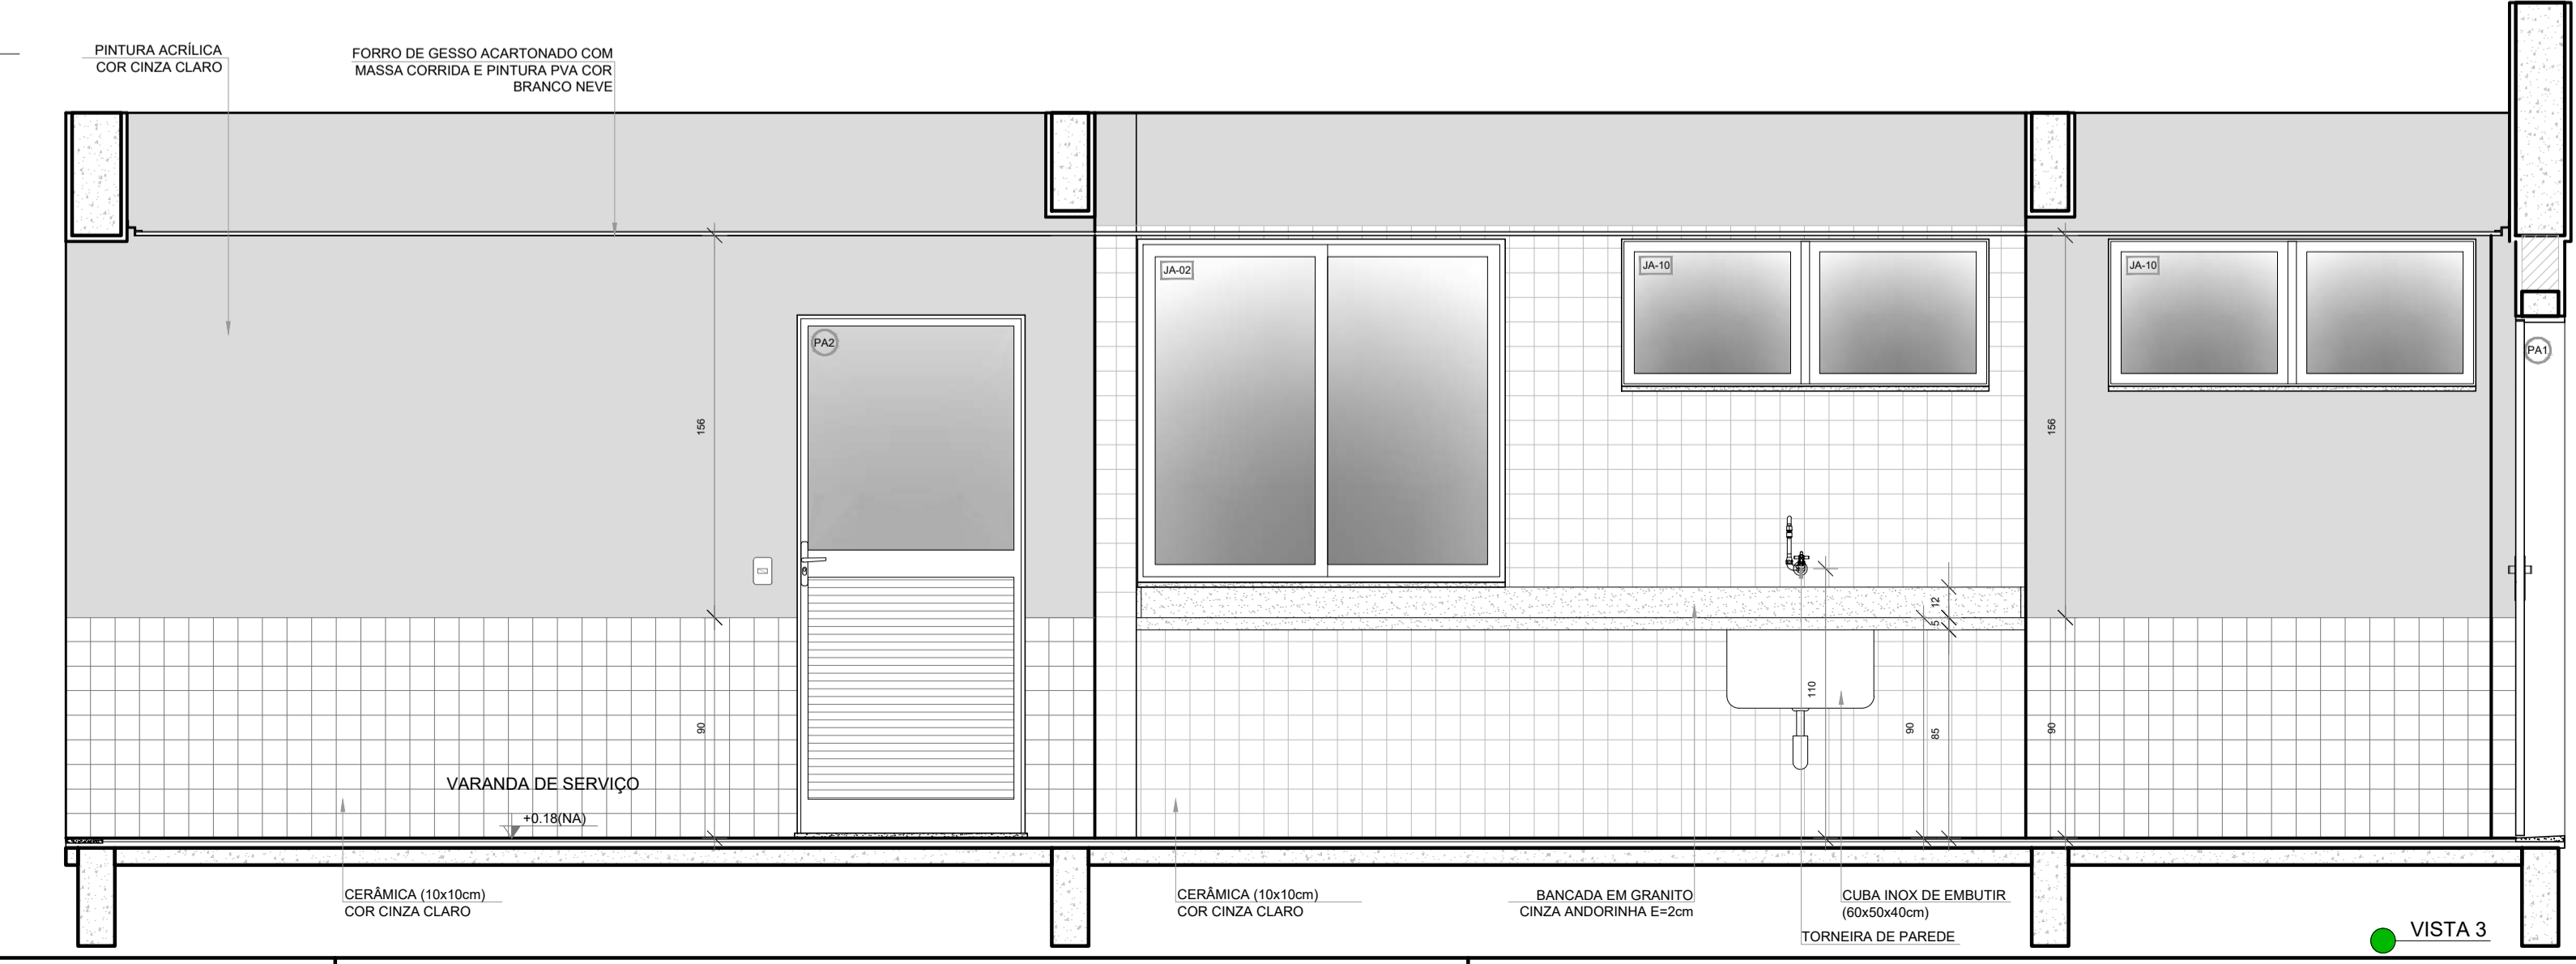 PINTURA ACRÍLICA
COR CINZA CLARO
FORRO DE GESSO ACARTONADO COM
MASSA CORRIDA E PINTURA PVA COR
BRANCO NEVE
JA-02
JA-10
JA-10
PA2
PA1
156
156
12
5
110
90
90
85
90
VARANDA DE SERVIÇO
+0.18(NA)
CERÂMICA (10x10cm)
COR CINZA CLARO
CERÂMICA (10x10cm)
COR CINZA CLARO
BANCADA EM GRANITO
CINZA ANDORINHA E=2cm
CUBA INOX DE EMBUTIR
(60x50x40cm)
TORNEIRA DE PAREDE
VISTA 3